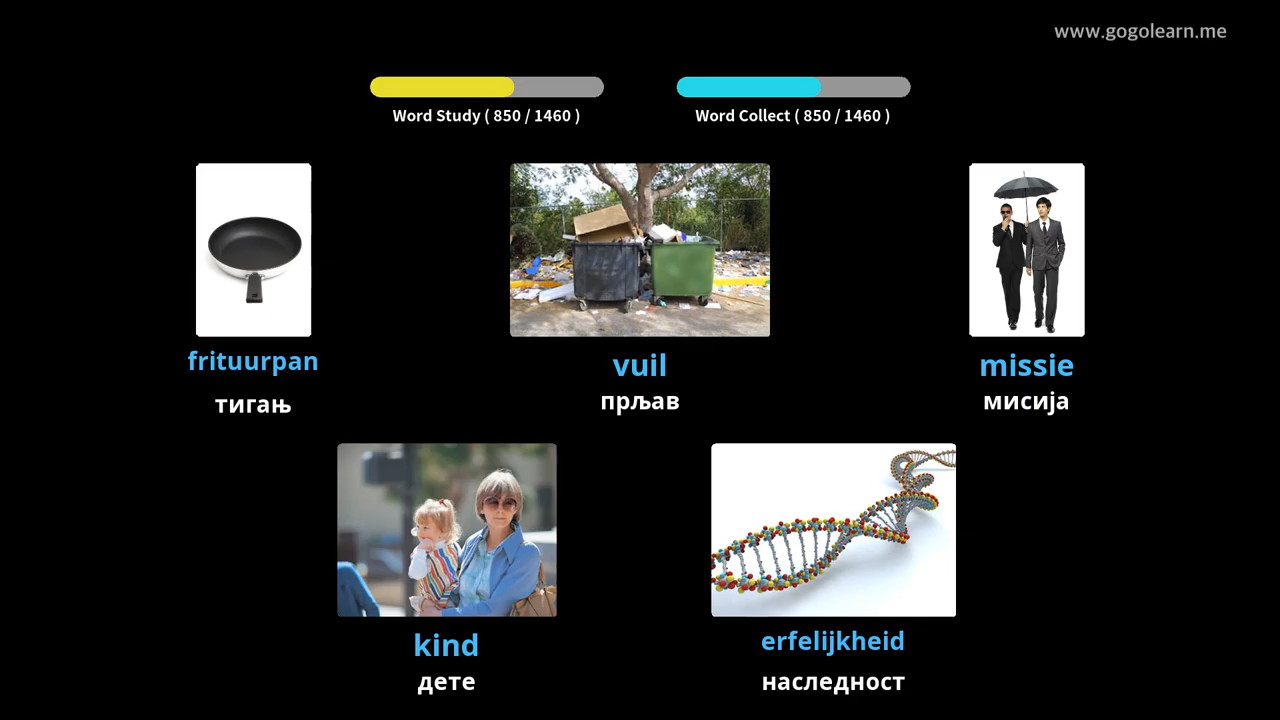 www.gogolearn.me
Word Study ( 850 / 1460 )
Word Collect ( 850 / 1460 )
frituurpan
тигањ
vuil
прљав
missie
мисија
kind
дете
erfelijkheid
наследност